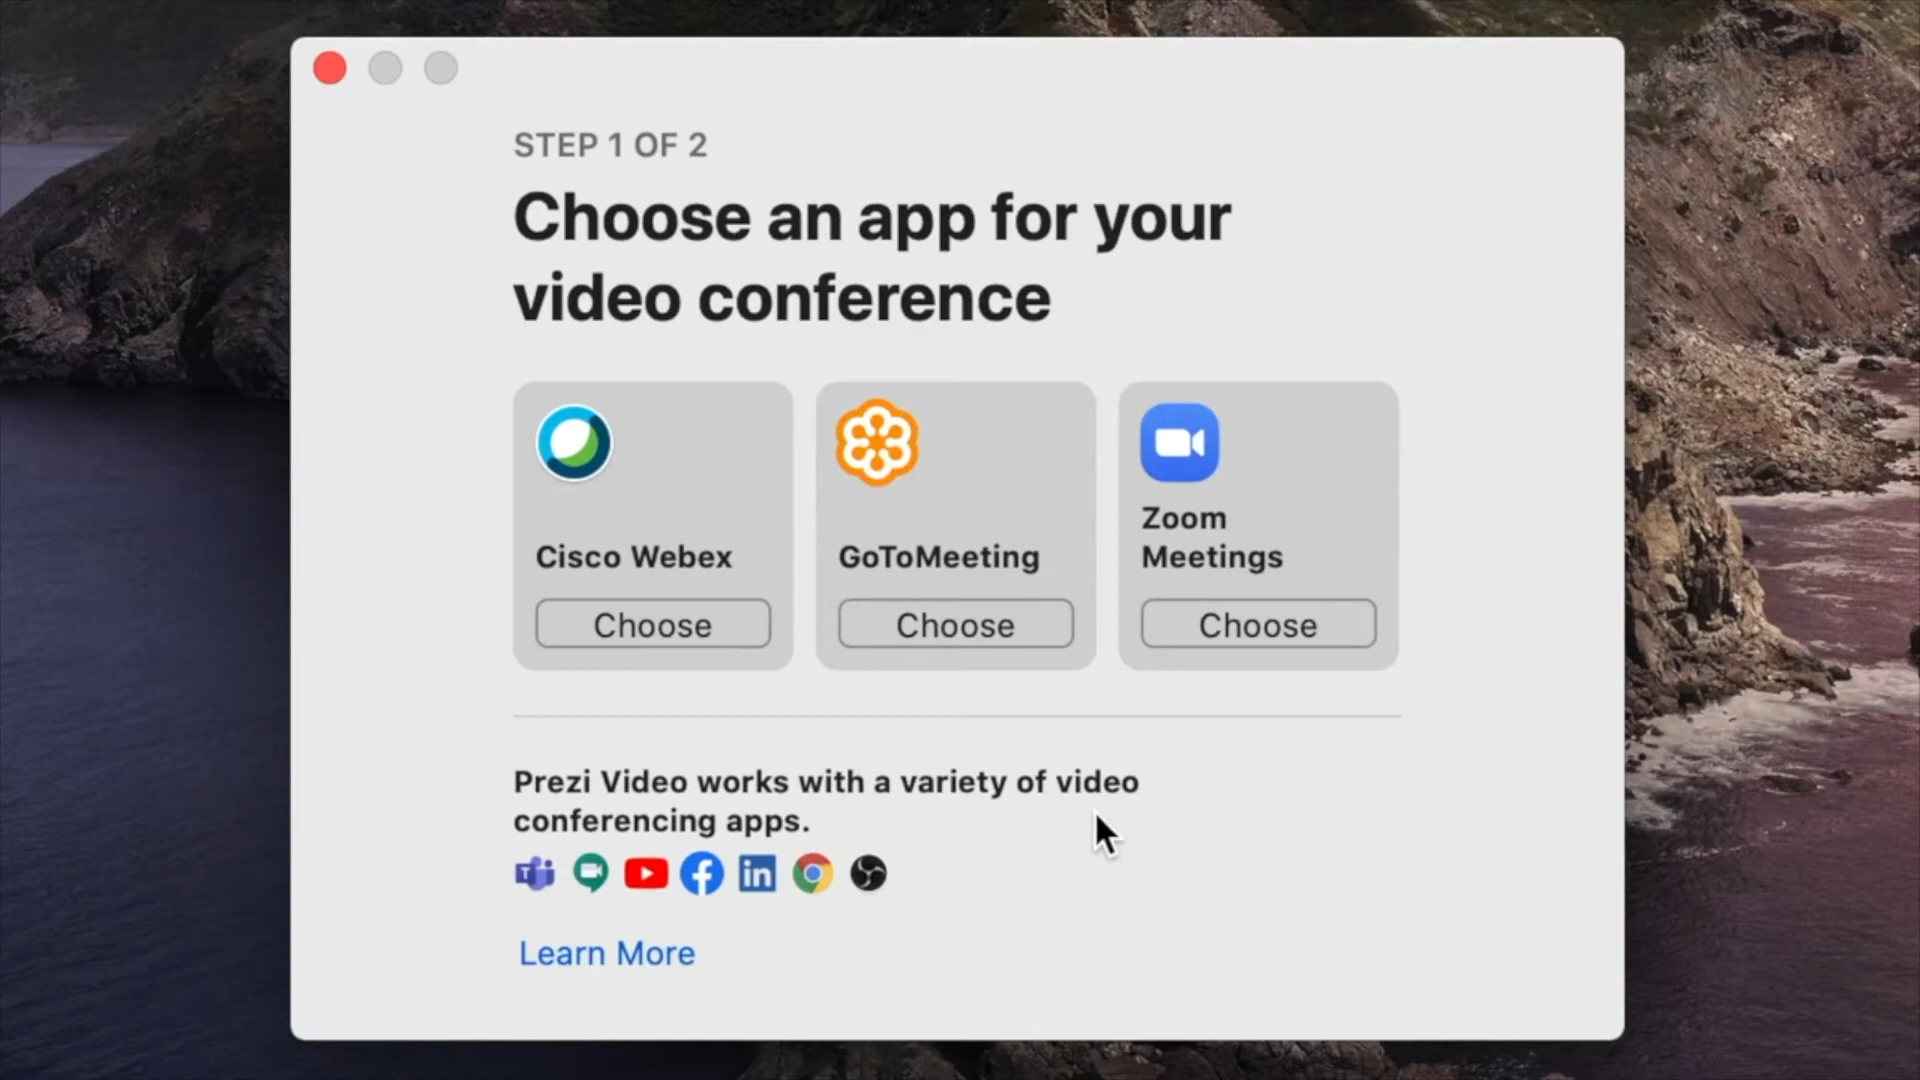 STEP 1 OF 2
Choose an app for your
video conference
Cisco Webex
GoToMeeting
Zoom
Meetings
Choose
Choose
Choose
Prezi Video works with a variety of video
conferencing apps.
Learn More